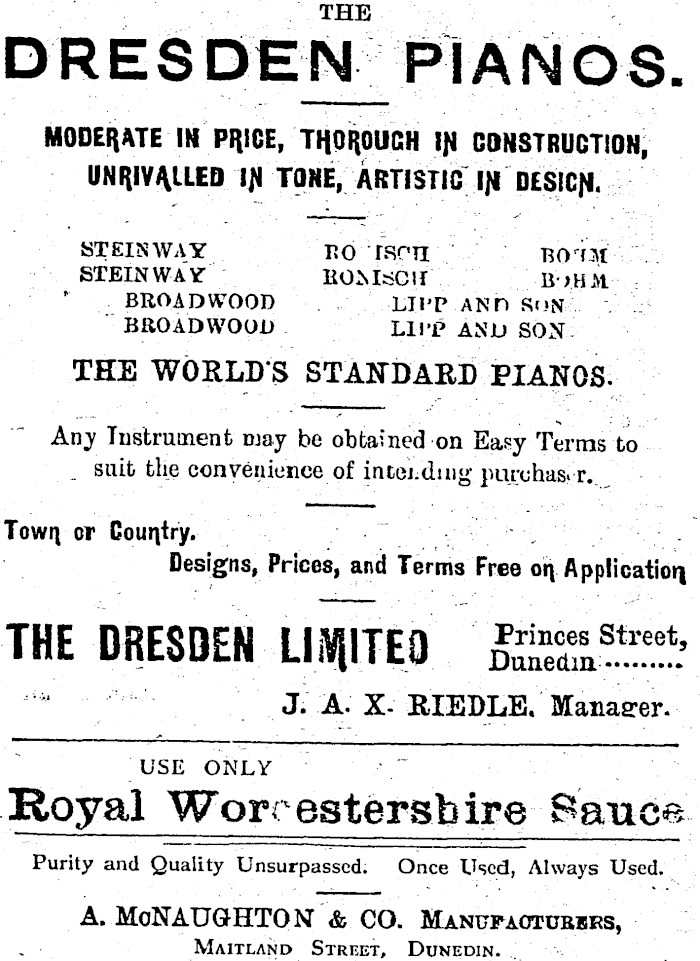 THE
DRESDEN PIANOS.
MODERATE IN PRICE, THOROUGH IN CONSTRUCTION,
UNRIVALLED IN TONE, ARTISTIC IN DESIGN.
STEINWAY RONISCH BOHM
STEINWAY RONISCH BOHM
BROADWOOD LIPP AND SON
BROADWOOD LIPP AND SON
THE WORLD'S STANDARD PIANOS.
Any Instrument may be obtained on Easy Terms to
suit the convenience of intending purchaser.
Town or Country.
Designs, Prices, and Terms Free on Application
THE DRESDEN LIMITED Princes Street,
Dunedin.........
J. A. X. RIEDLE, Manager.
USE ONLY
Royal Worcestershire Sauce
Purity and Quality Unsurpassed. Once Used, Always Used.
A. McNAUGHTON & CO. MANUFACTURERS,
MAITLAND STREET, DUNEDIN.